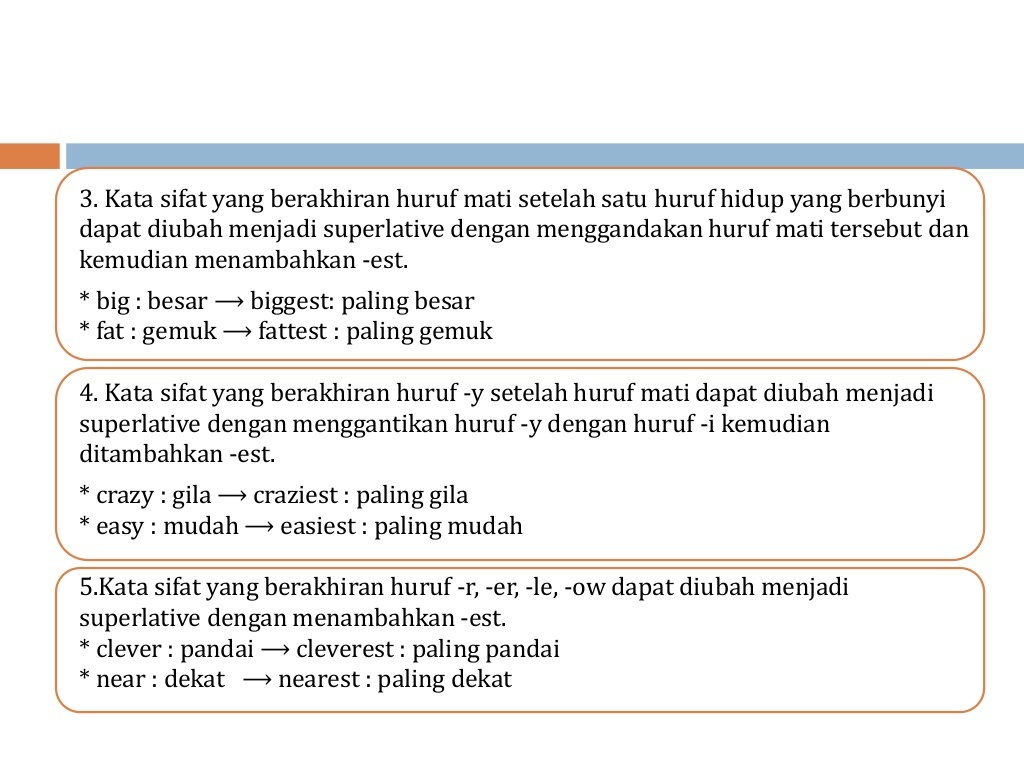 3. Kata sifat yang berakhiran huruf mati setelah satu huruf hidup yang berbunyi
dapat diubah menjadi superlative dengan menggandakan huruf mati tersebut dan
kemudian menambahkan -est.
* big : besar ⟶ biggest: paling besar
* fat : gemuk ⟶ fattest : paling gemuk
4. Kata sifat yang berakhiran huruf -y setelah huruf mati dapat diubah menjadi
superlative dengan menggantikan huruf -y dengan huruf -i kemudian
ditambahkan -est.
* crazy : gila ⟶ craziest : paling gila
* easy : mudah ⟶ easiest : paling mudah
5.Kata sifat yang berakhiran huruf -r, -er, -le, -ow dapat diubah menjadi
superlative dengan menambahkan -est.
* clever : pandai ⟶ cleverest : paling pandai
* near : dekat ⟶ nearest : paling dekat